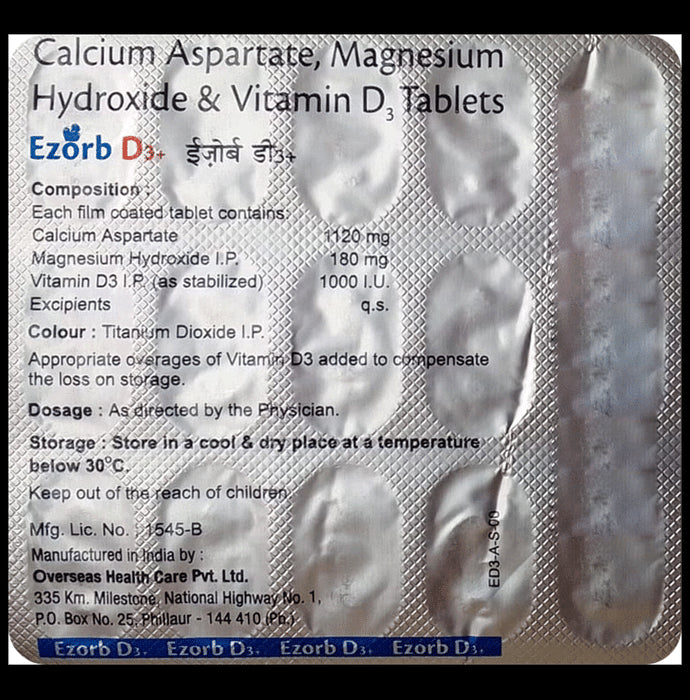 Calcium Aspartate, Magnesium
Hydroxide & Vitamin D3 Tablets
Ezorb D3+ ईज़ोर्ब डी3+
Composition :
Each film coated tablet contains:
Calcium Aspartate 1120 mg
Magnesium Hydroxide I.P. 180 mg
Vitamin D3 I.P. (as stabilized) 1000 I.U.
Excipients q.s.
Colour : Titanium Dioxide I.P.
Appropriate overages of Vitamin D3 added to compensate
the loss on storage.
Dosage : As directed by the Physician.
Storage : Store in a cool & dry place at a temperature
below 30°C.
Keep out of the reach of children.
Mfg. Lic. No. : 1545-B
Manufactured in India by :
Overseas Health Care Pvt. Ltd.
335 Km. Milestone, National Highway No. 1,
P.O. Box No. 25, Phillaur - 144 410 (Pb.)
ED3-A-S-00
Ezorb D3+ Ezorb D3+ Ezorb D3+ Ezorb D3+